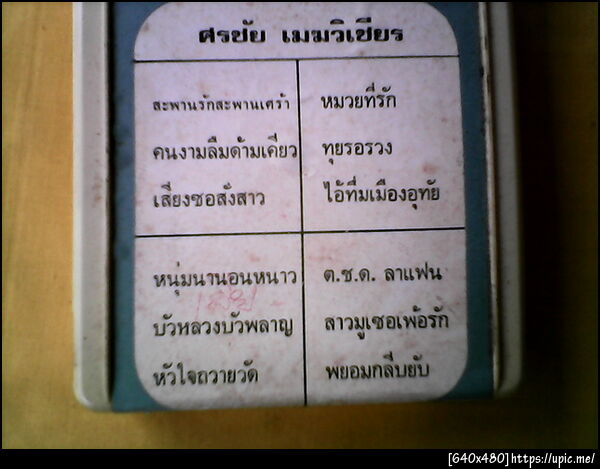 ศรชัย เมฆวิเชียร
สะพานรักสะพานเศร้า
คนงามลืมด้ามเคียว
เสียงซอสั่งสาว
หมวยที่รัก
ทุยรอรวง
ไอ้ที่มเมืองอุทัย
หนุ่มนานอนหนาว
บัวหลวงบัวพลาญ
หัวใจถวายวัด
ต.ช.ด. ลาแฟน
สาวมูเซอเพ้อรัก
พยอมกลีบยับ
[640x480]https://upic.me/